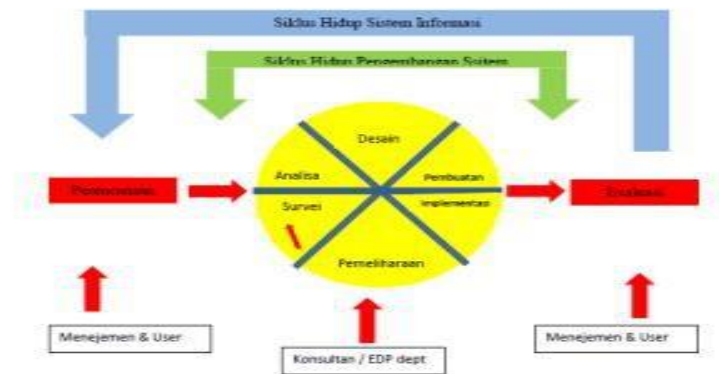 Siklus Hidup Sistem Informasi
Siklus Hidup Pengembangan Ssitem
Desain
Analisa
Pembuatan
Survei
Implementasi
Pemeliharaan
Menejemen & User
Konsultan / EDP dept
Menejemen & User